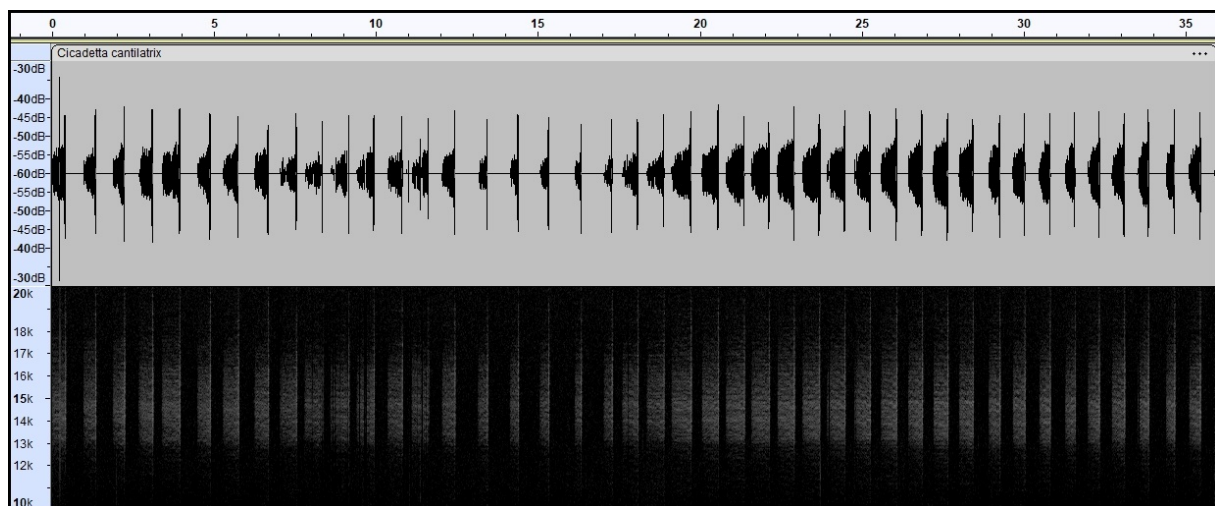 0 5 10 15 20 25 30 35
Cicadetta cantilatrix ...
-30dB
-40dB
-45dB
-50dB
-55dB
-60dB
-55dB
-50dB
-45dB
-40dB
-30dB
20k
18k
17k
16k
15k
14k
13k
12k
10k